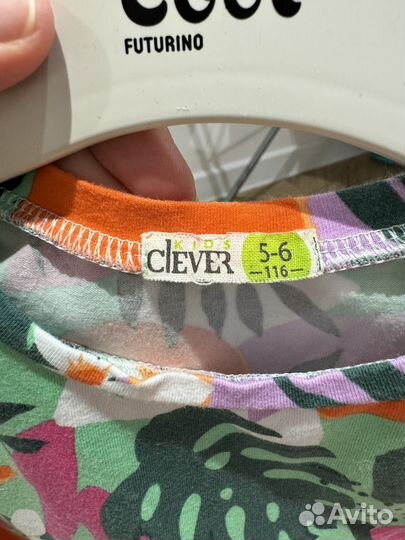 Cool
FUTURINO
KIDS
CLEVER
5-6
-116-
Avito